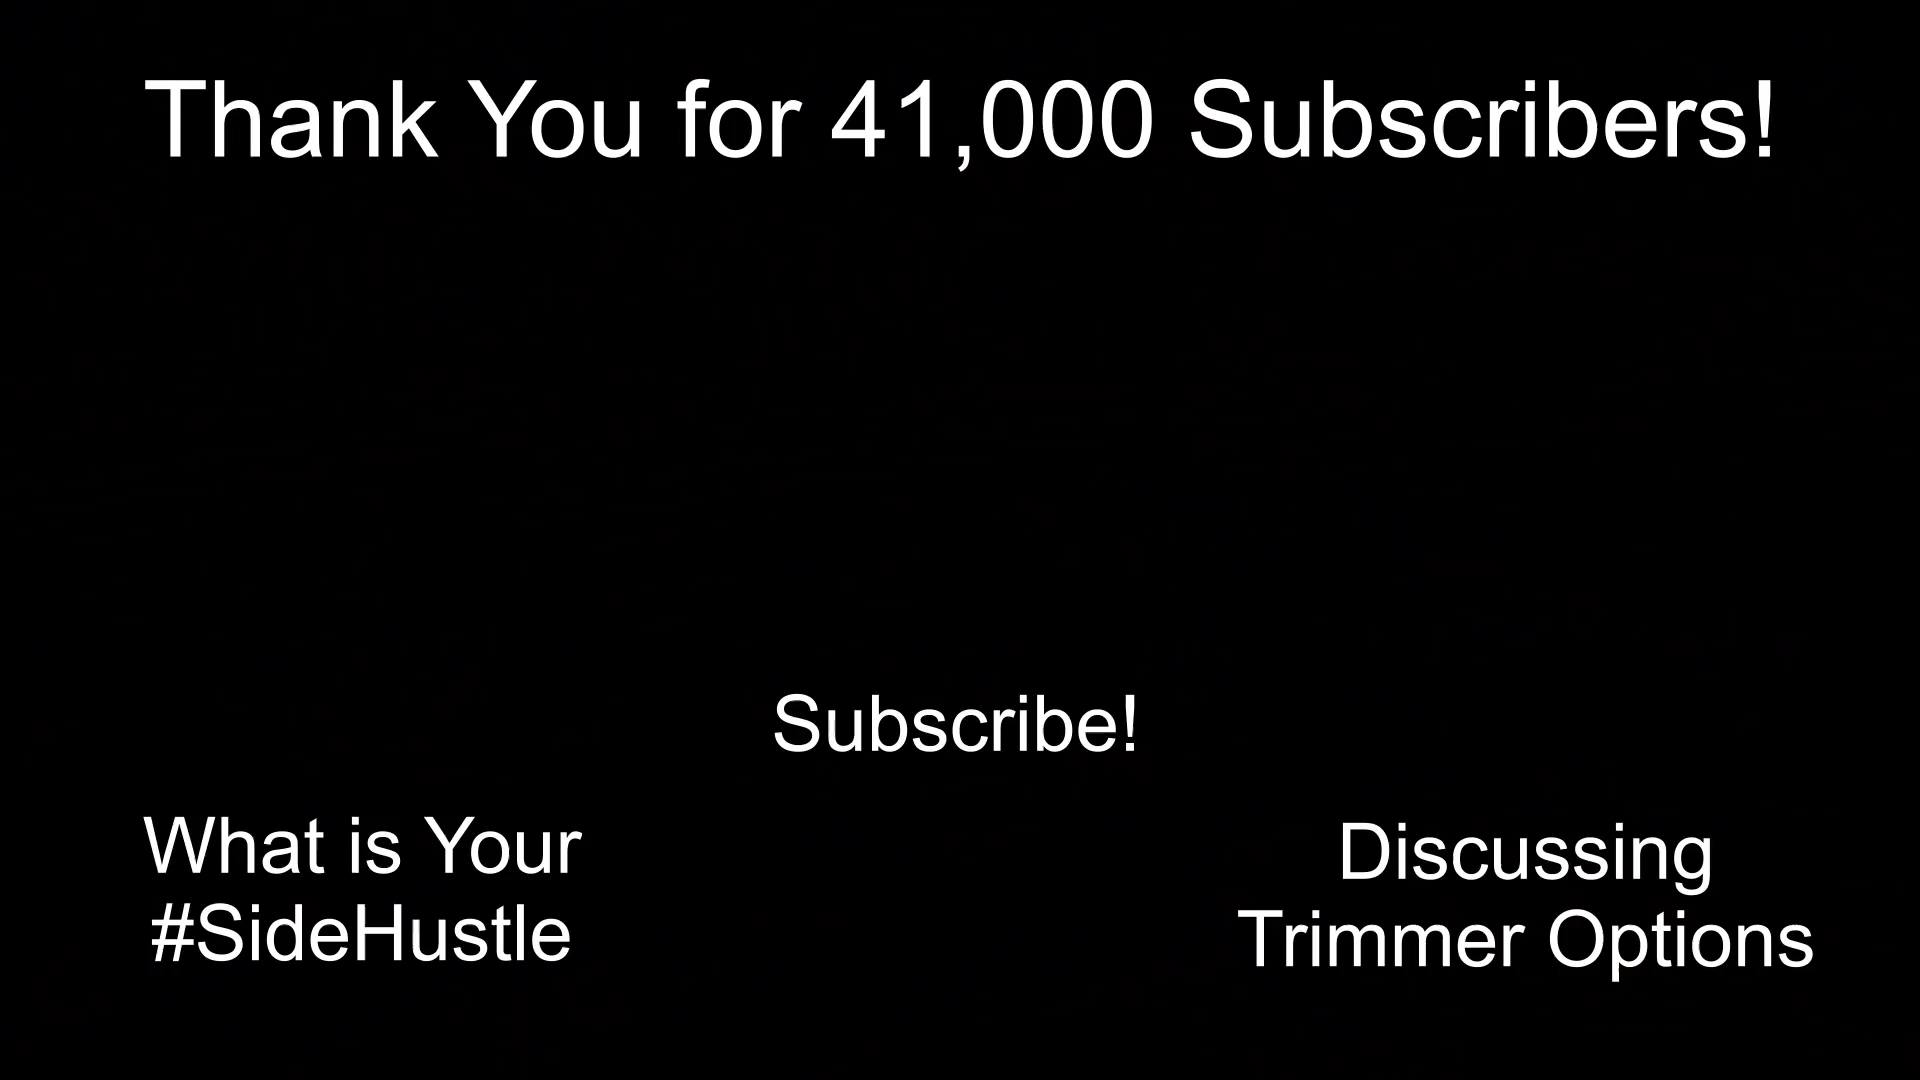 Thank You for 41,000 Subscribers!
Subscribe!
What is Your
#SideHustle
Discussing
Trimmer Options